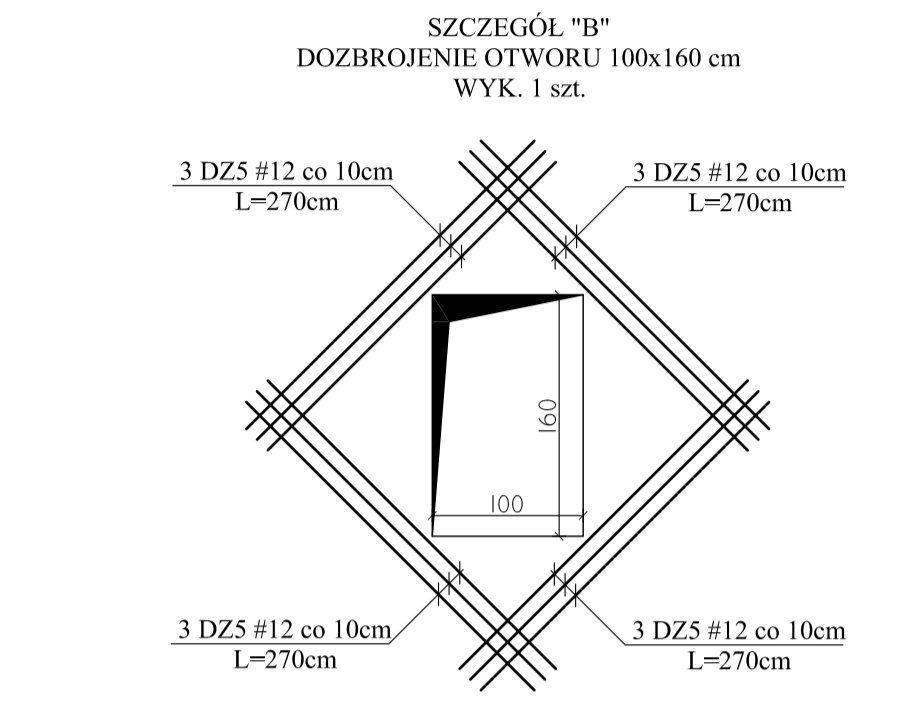 SZCZEGÓŁ "B"
DOZBROJENIE OTWORU 100x160 cm
WYK. 1 szt.
3 DZ5 #12 co 10cm
L=270cm
3 DZ5 #12 co 10cm
L=270cm
160
100
3 DZ5 #12 co 10cm
L=270cm
3 DZ5 #12 co 10cm
L=270cm